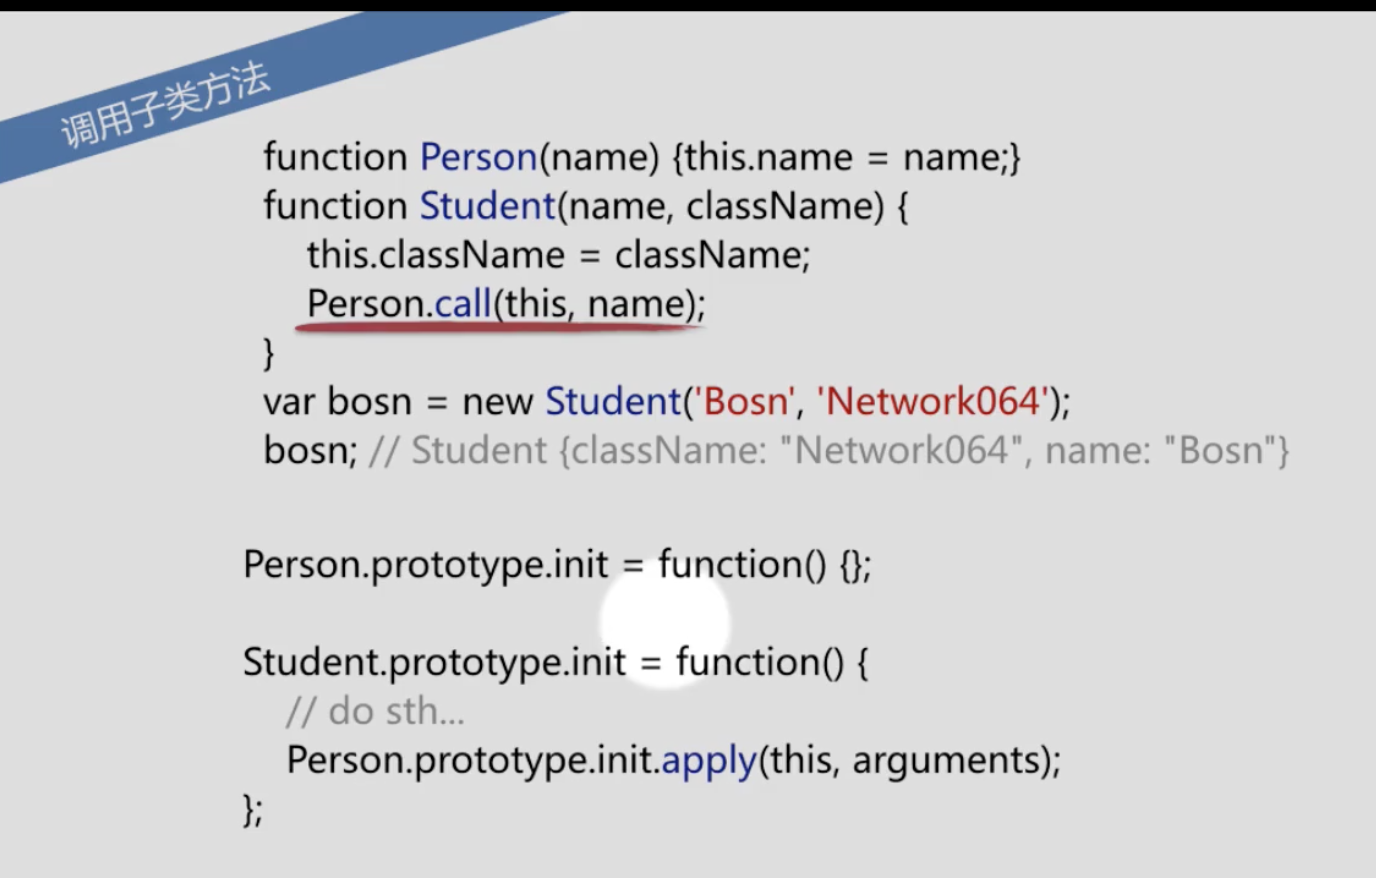 调用子类方法
function Person(name) {this.name = name;}
function Student(name, className) {
this.className = className;
Person.call(this, name);
}
var bosn = new Student('Bosn', 'Network064');
bosn; // Student {className: "Network064", name: "Bosn"}
Person.prototype.init = function() {};
Student.prototype.init = function() {
// do sth...
Person.prototype.init.apply(this, arguments);
};